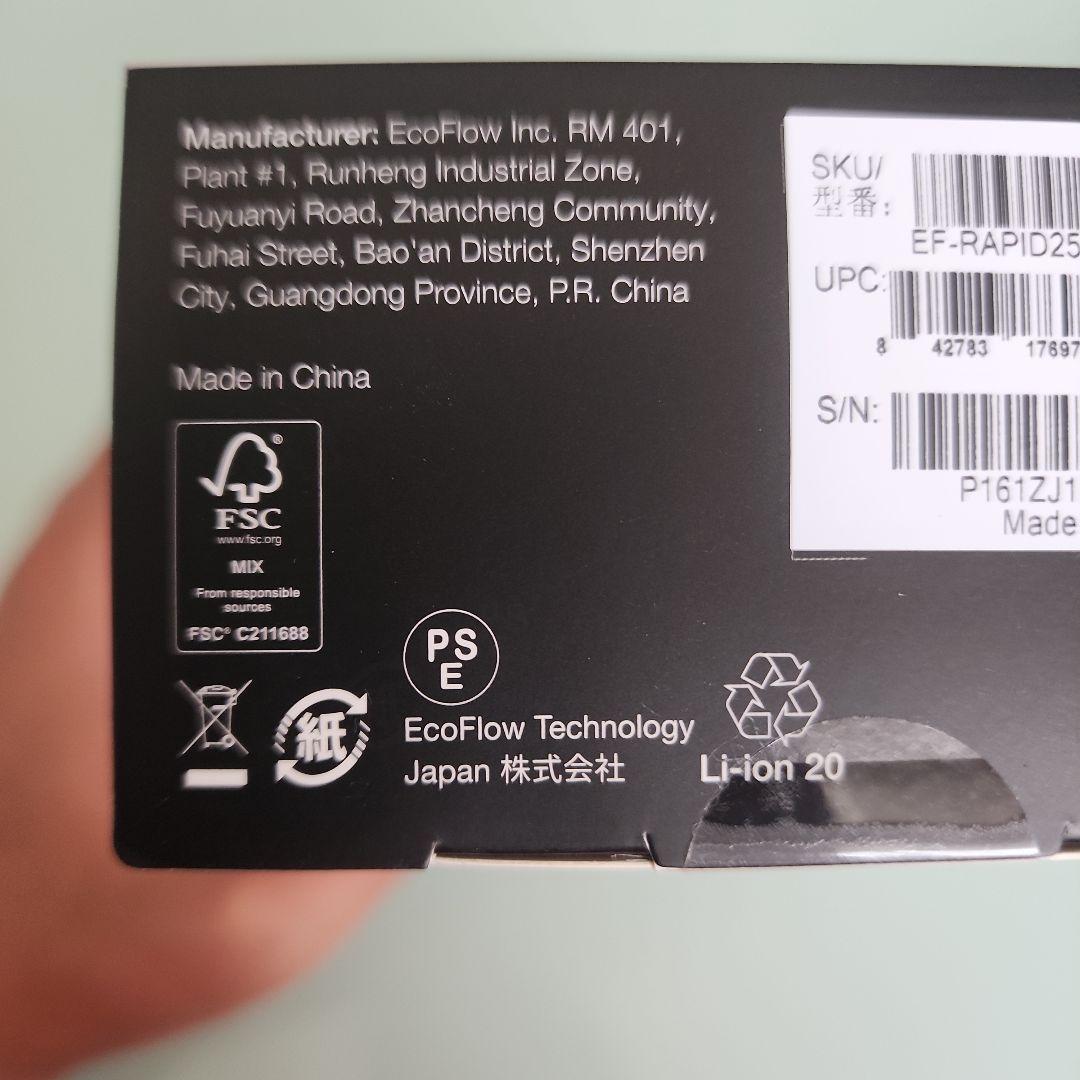 Manufacturer: EcoFlow Inc. RM 401,
Plant #1, Runheng Industrial Zone,
Fuyuanyi Road, Zhancheng Community,
Fuhai Street, Bao'an District, Shenzhen
City, Guangdong Province, P.R. China
Made in China
FSC
www.fsc.org
MIX
From responsible
sources
FSC® C211688
紙
PS
E
EcoFlow Technology
Japan 株式会社
Li-ion 20
SKU/
型番:
EF-RAPID25
UPC:
8 42783 17697
S/N:
P161ZJ1
Made